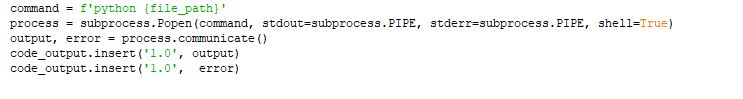 command = f'python {file_path}'
process = subprocess.Popen(command, stdout=subprocess.PIPE, stderr=subprocess.PIPE, shell=True)
output, error = process.communicate()
code_output.insert('1.0', output)
code_output.insert('1.0',  error)